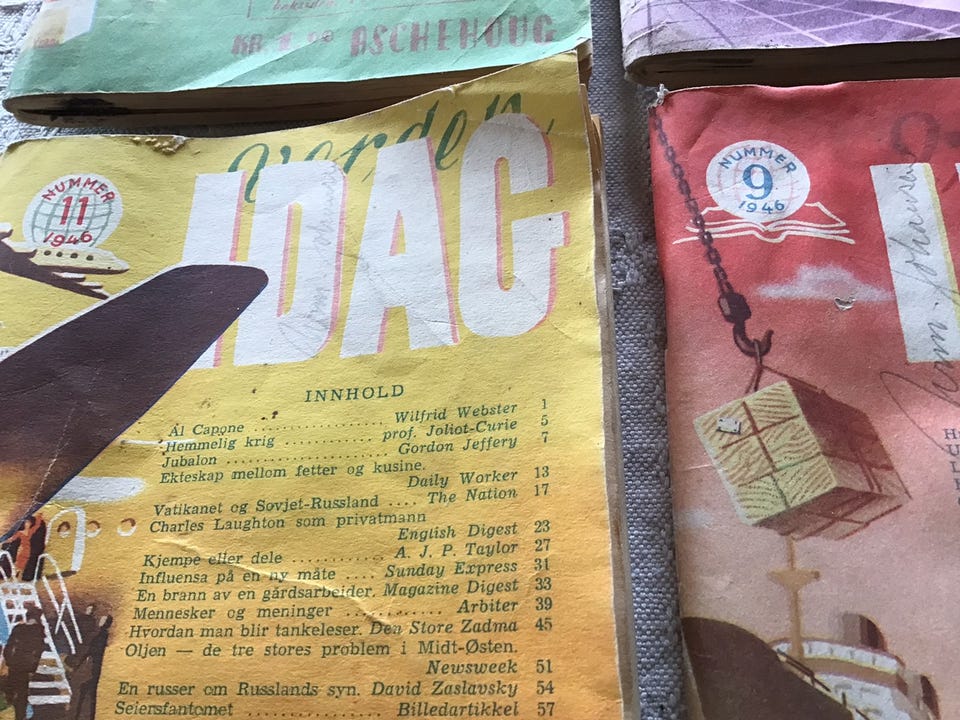 ASCHEHOUG
Verden
IDAG
NUMMER
11
1946
INNHOLD
Al Capone .................... Wilfrid Webster 1
Hemmelig krig .............. prof. Joliot-Curie 5
Jubalon ........................ Gordon Jeffery 7
Ekteskap mellom fetter og kusine.
Daily Worker 13
Vatikanet og Sovjet-Russland .... The Nation 17
Charles Laughton som privatmann
English Digest 23
Kjempe eller dele .............. A. J. P. Taylor 27
Influensa på en ny måte .... Sunday Express 31
En brann av en gårdsarbeider. Magazine Digest 33
Mennesker og meninger ............ Arbiter 39
Hvordan man blir tankeleser. Den Store Zadma 45
Oljen — de tre stores problem i Midt-Østen.
Newsweek 51
En russer om Russlands syn. David Zaslavsky 54
Seiersfantomet ............ Billedartikkel 57
NUMMER
9
1946